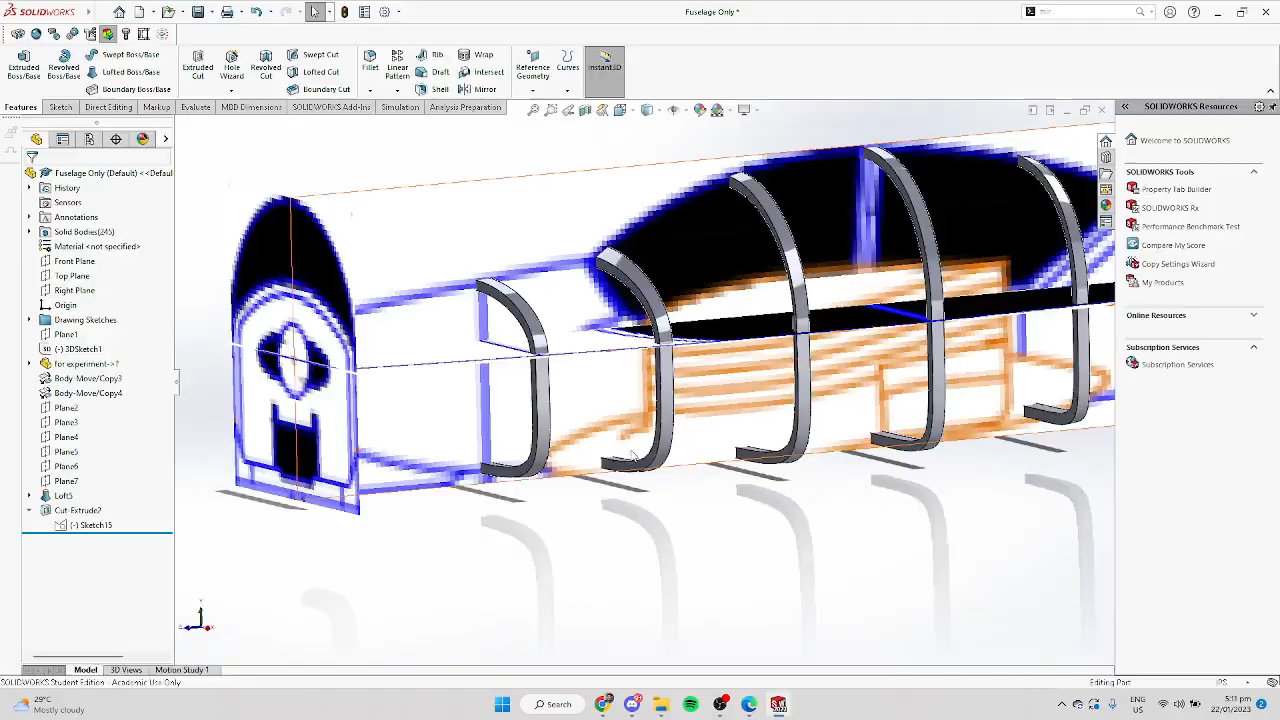 SOLIDWORKS
Fuselage Only *
Extruded Boss/Base
Revolved Boss/Base
Swept Boss/Base
Lofted Boss/Base
Boundary Boss/Base
Extruded Cut
Hole Wizard
Revolved Cut
Swept Cut
Lofted Cut
Boundary Cut
Fillet
Linear Pattern
Rib
Draft
Shell
Wrap
Intersect
Mirror
Reference Geometry
Curves
Instant3D
Features
Sketch
Direct Editing
Markup
Evaluate
MBD Dimensions
SOLIDWORKS Add-Ins
Simulation
Analysis Preparation
Fuselage Only (Default) <<Defaul
History
Sensors
Annotations
Solid Bodies(245)
Material <not specified>
Front Plane
Top Plane
Right Plane
Origin
Drawing Sketches
Plane1
(-) 3DSketch1
for experiment->?
Body-Move/Copy3
Body-Move/Copy4
Plane2
Plane3
Plane4
Plane5
Plane6
Plane7
Loft5
Cut-Extrude2
(-) Sketch15
SOLIDWORKS Resources
Welcome to SOLIDWORKS
SOLIDWORKS Tools
Property Tab Builder
SOLIDWORKS Rx
Performance Benchmark Test
Compare My Score
Copy Settings Wizard
My Products
Online Resources
Subscription Services
Subscription Services
Model
3D Views
Motion Study 1
SOLIDWORKS Student Edition - Academic Use Only
Editing Part
IPS
29°C
Mostly cloudy
Search
ENG
US
5:11 pm
22/01/2023